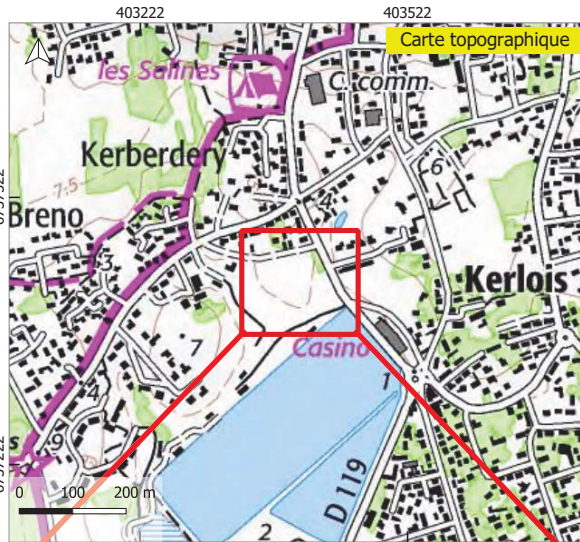 403222 403522
Carte topographique
les Salines
C. comm.
Kerberdery
6
7.5
4
Breno
3
Kerlois
7
Casino
1
4
9
s
D 119
0 100 200 m
2